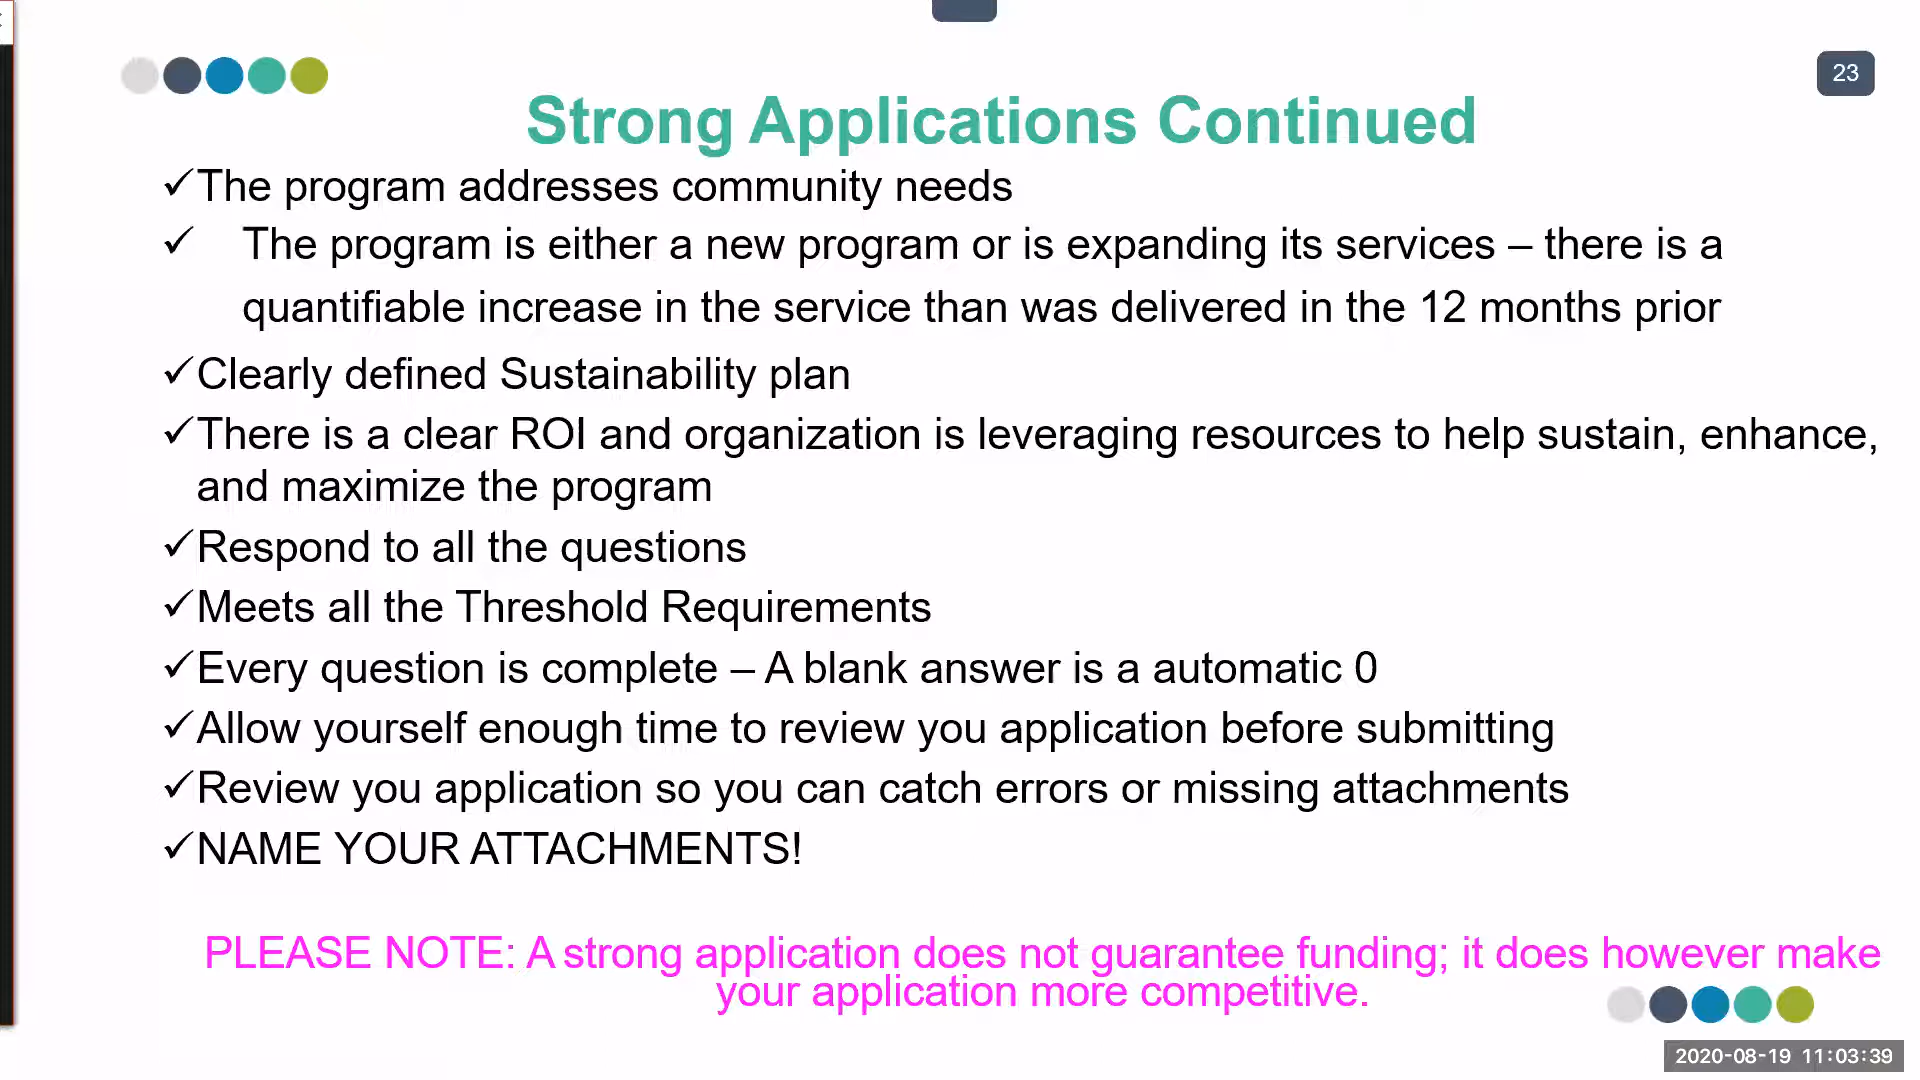 23
Strong Applications Continued
✓The program addresses community needs
✓ The program is either a new program or is expanding its services – there is a
quantifiable increase in the service than was delivered in the 12 months prior
✓Clearly defined Sustainability plan
✓There is a clear ROI and organization is leveraging resources to help sustain, enhance,
and maximize the program
✓Respond to all the questions
✓Meets all the Threshold Requirements
✓Every question is complete – A blank answer is a automatic 0
✓Allow yourself enough time to review you application before submitting
✓Review you application so you can catch errors or missing attachments
✓NAME YOUR ATTACHMENTS!
PLEASE NOTE: A strong application does not guarantee funding; it does however make
your application more competitive.
2020-08-19 11:03:39